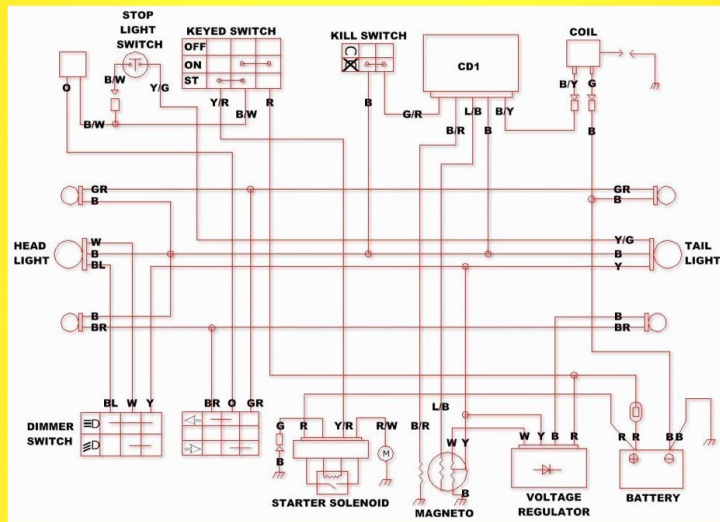 STOP
LIGHT
SWITCH
KEYED SWITCH
OFF
ON
ST
KILL SWITCH
CD1
COIL
O
B/W
Y/G
B/W
Y/R
B/W
R
B
G/R
B/R
L/B
B
B/Y
B/Y
G
B
GR
B
GR
B
HEAD
LIGHT
W
B
BL
Y/G
B
Y
TAIL
LIGHT
B
BR
B
BR
BL W Y
BR O GR
DIMMER
SWITCH
G R Y/R R/W
B
M
STARTER SOLENOID
L/B
B/R
W Y
B
MAGNETO
W Y B R
VOLTAGE
REGULATOR
R R B B
BATTERY